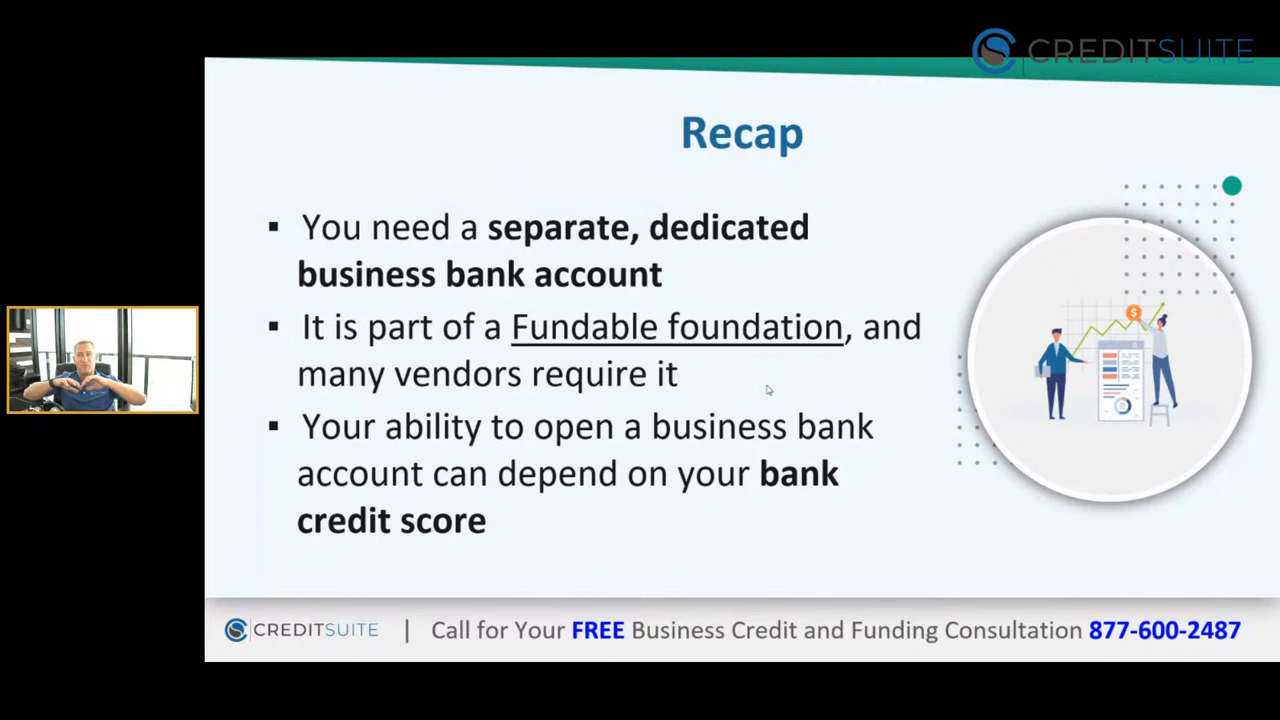 CREDITSUITE
Recap
▪ You need a separate, dedicated
business bank account
▪ It is part of a Fundable foundation, and
many vendors require it
▪ Your ability to open a business bank
account can depend on your bank
credit score
CREDITSUITE | Call for Your FREE Business Credit and Funding Consultation 877-600-2487